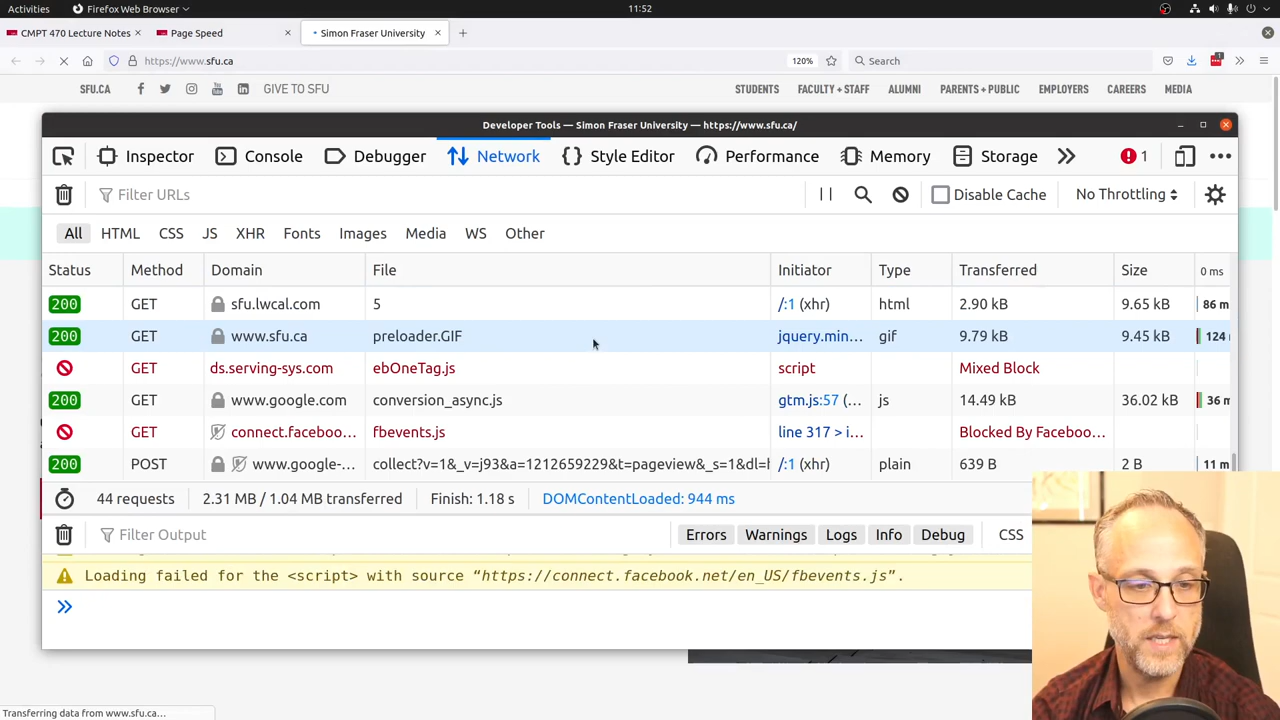 Activities Firefox Web Browser 11:52
CMPT 470 Lecture Notes Page Speed Simon Fraser University
https://www.sfu.ca 120% Search
SFU.CA GIVE TO SFU STUDENTS FACULTY + STAFF ALUMNI PARENTS + PUBLIC EMPLOYERS CAREERS MEDIA
Developer Tools — Simon Fraser University — https://www.sfu.ca/
Inspector Console Debugger Network Style Editor Performance Memory Storage 1
Filter URLs Disable Cache No Throttling
All HTML CSS JS XHR Fonts Images Media WS Other
Status Method Domain File Initiator Type Transferred Size 0 ms
200 GET sfu.lwcal.com 5 /:1 (xhr) html 2.90 kB 9.65 kB 86 m
200 GET www.sfu.ca preloader.GIF jquery.min… gif 9.79 kB 9.45 kB 124
GET ds.serving-sys.com ebOneTag.js script Mixed Block
200 GET www.google.com conversion_async.js gtm.js:57 (… js 14.49 kB 36.02 kB 36 m
GET connect.faceboo… fbevents.js line 317 > i… Blocked By Faceboo…
200 POST www.google-… collect?v=1&_v=j93&a=1212659229&t=pageview&_s=1&dl=h /:1 (xhr) plain 639 B 2 B 11 m
44 requests 2.31 MB / 1.04 MB transferred Finish: 1.18 s DOMContentLoaded: 944 ms
Filter Output Errors Warnings Logs Info Debug CSS
Loading failed for the <script> with source “https://connect.facebook.net/en_US/fbevents.js”.
Transferring data from www.sfu.ca…